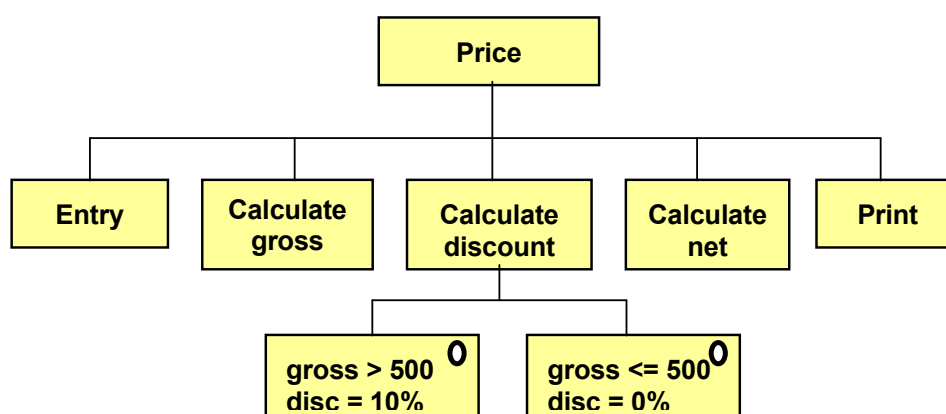 Price
Entry
Calculate
gross
Calculate
discount
Calculate
net
Print
gross > 500
disc = 10%
gross <= 500
disc = 0%